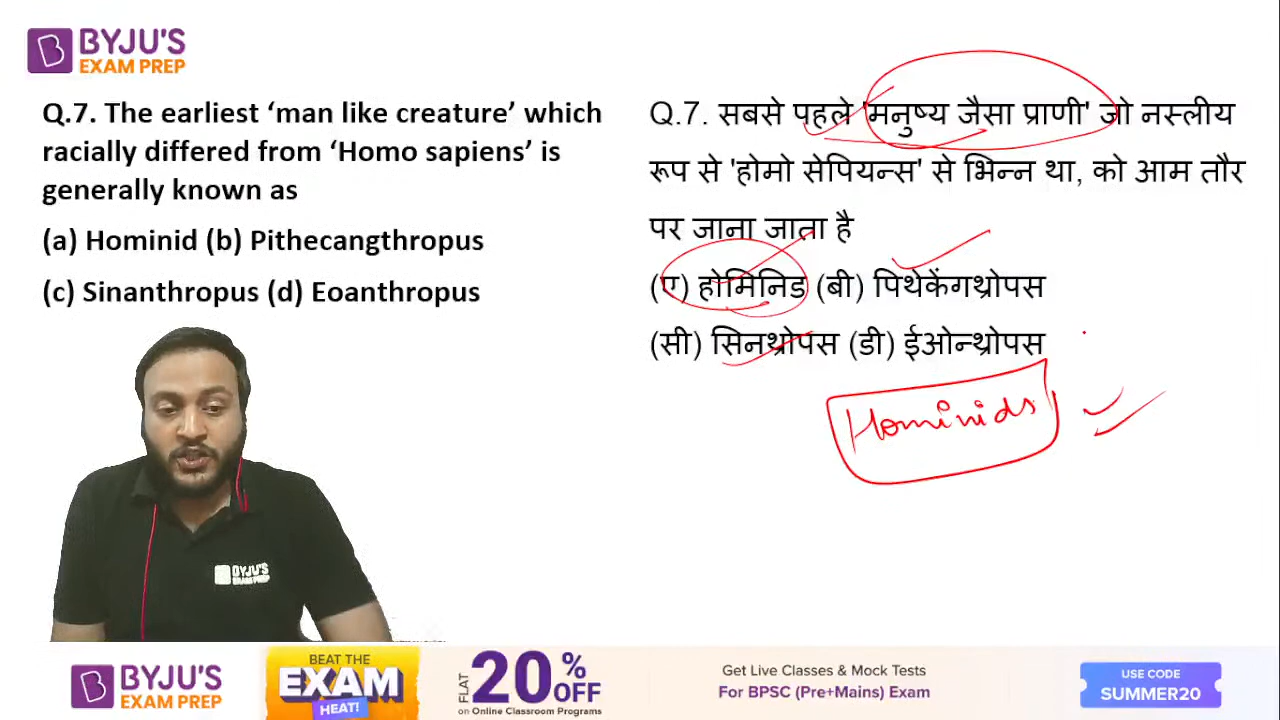 BYJU'S
EXAM PREP
Q.7. The earliest ‘man like creature’ which
racially differed from ‘Homo sapiens’ is
generally known as
(a) Hominid (b) Pithecangthropus
(c) Sinanthropus (d) Eoanthropus
Q.7. सबसे पहले 'मनुष्य जैसा प्राणी' जो नस्लीय
रूप से 'होमो सेपियन्स' से भिन्न था, को आम तौर
पर जाना जाता है
(ए) होमिनिड (बी) पिथेकेंगथ्रोपस
(सी) सिनथ्रोपस (डी) ईओन्थ्रोपस
Hominids
BYJU'S
EXAM PREP
BYJU'S
EXAM PREP
BEAT THE
EXAM
HEAT!
FLAT 20% OFF
on Online Classroom Programs
Get Live Classes & Mock Tests
For BPSC (Pre+Mains) Exam
USE CODE
SUMMER20